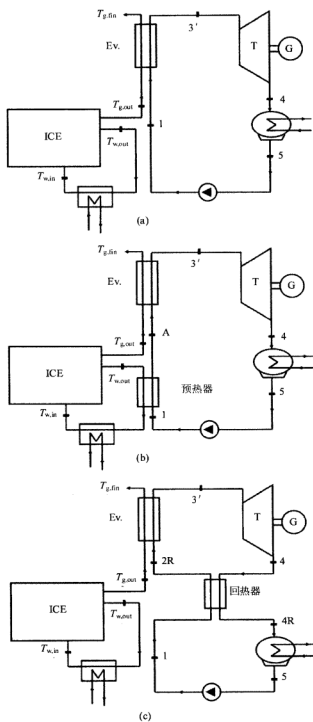 T_g,fin
3′
Ev.
T
G
T_g,out
4
ICE
T_w,out
1
5
T_w,in
(a)
T_g,fin
3′
Ev.
T
G
A
4
T_g,out
ICE
T_w,out
预热器
T_w,in
1
5
(b)
T_g,fin
3′
Ev.
T
G
2R
4
T_g,out
回热器
ICE
T_w,out
4R
T_w,in
1
5
(c)